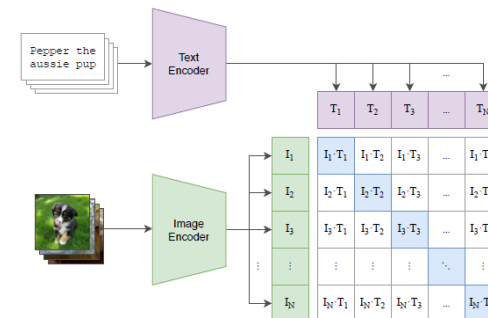 Pepper the
aussie pup
Text
Encoder
...
T1 T2 T3 ... TN
I1 I1·T1 I1·T2 I1·T3 ...
I2 I2·T1 I2·T2 I2·T3 ...
Image
Encoder
I3 I3·T1 I3·T2 I3·T3 ...
⋮ ⋮ ⋮ ⋮ ⋮ ⋱
IN IN·T1 IN·T2 IN·T3 ...